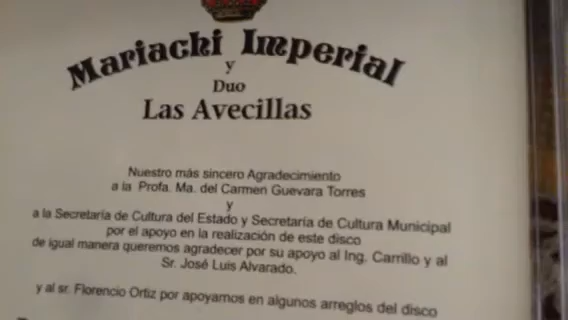 Mariachi Imperial
y
Duo
Las Avecillas
Nuestro más sincero Agradecimiento
a la Profa. Ma. del Carmen Guevara Torres
y
a la Secretaría de Cultura del Estado y Secretaría de Cultura Municipal
por el apoyo en la realización de este disco
de igual manera queremos agradecer por su apoyo al Ing. Carrillo y al
Sr. José Luis Alvarado.
y al sr. Florencio Ortiz por apoyarnos en algunos arreglos del disco